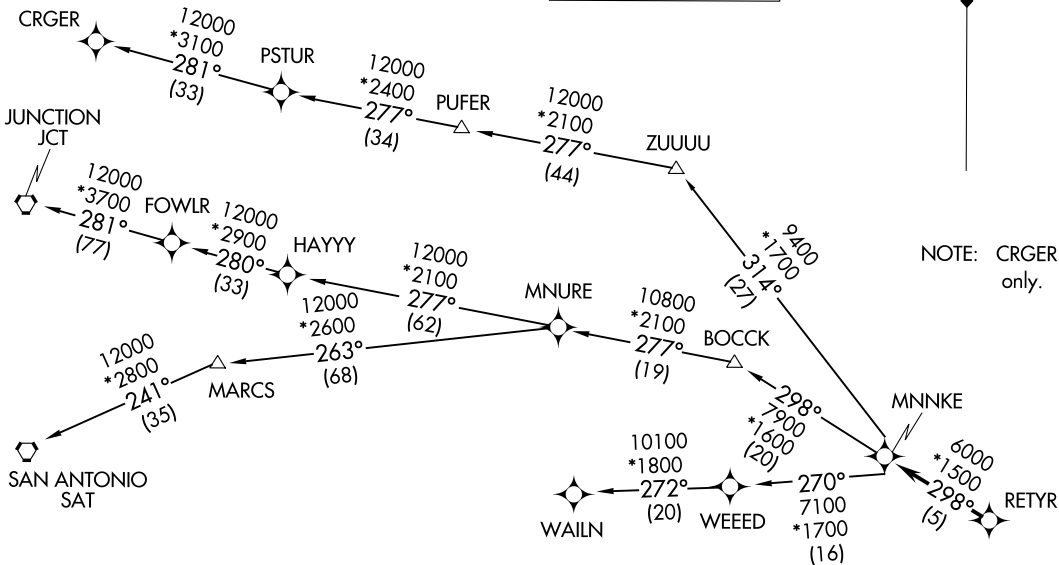 CRGER
12000
*3100
281°
(33)
PSTUR
12000
*2400
277°
(34)
PUFER
12000
*2100
277°
(44)
ZUUUU
9400
*1700
314°
(27)
JUNCTION
JCT
12000
*3700
281°
(77)
FOWLR
12000
*2900
280°
(33)
HAYYY
12000
*2100
277°
(62)
MNURE
10800
*2100
277°
(19)
BOCCK
298°
7900
*1600
(20)
MNNKE
6000
*1500
298°
(5)
RETYR
NOTE: CRGER
only.
12000
*2600
263°
(68)
MARCS
12000
*2800
241°
(35)
SAN ANTONIO
SAT
10100
*1800
272°
(20)
WAILN
WEEED
270°
7100
*1700
(16)